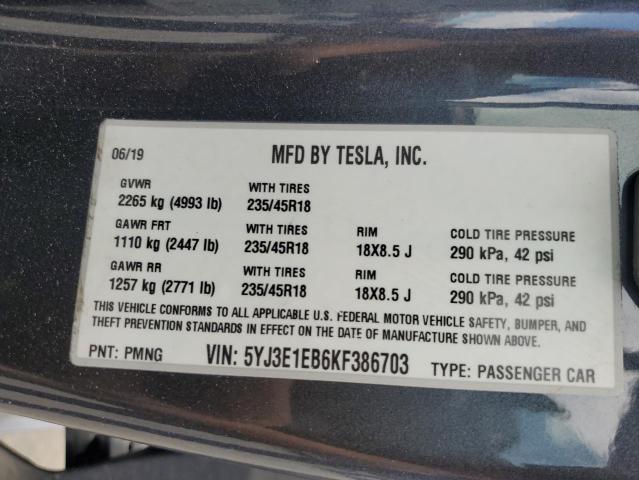 06/19 MFD BY TESLA, INC.
GVWR WITH TIRES
2265 kg (4993 lb) 235/45R18
GAWR FRT WITH TIRES RIM COLD TIRE PRESSURE
1110 kg (2447 lb) 235/45R18 18X8.5 J 290 kPa, 42 psi
GAWR RR WITH TIRES RIM COLD TIRE PRESSURE
1257 kg (2771 lb) 235/45R18 18X8.5 J 290 kPa, 42 psi
THIS VEHICLE CONFORMS TO ALL APPLICABLE U.S. FEDERAL MOTOR VEHICLE SAFETY, BUMPER, AND
THEFT PREVENTION STANDARDS IN EFFECT ON THE DATE OF MANUFACTURE SHOWN ABOVE.
PNT: PMNG VIN: 5YJ3E1EB6KF386703 TYPE: PASSENGER CAR